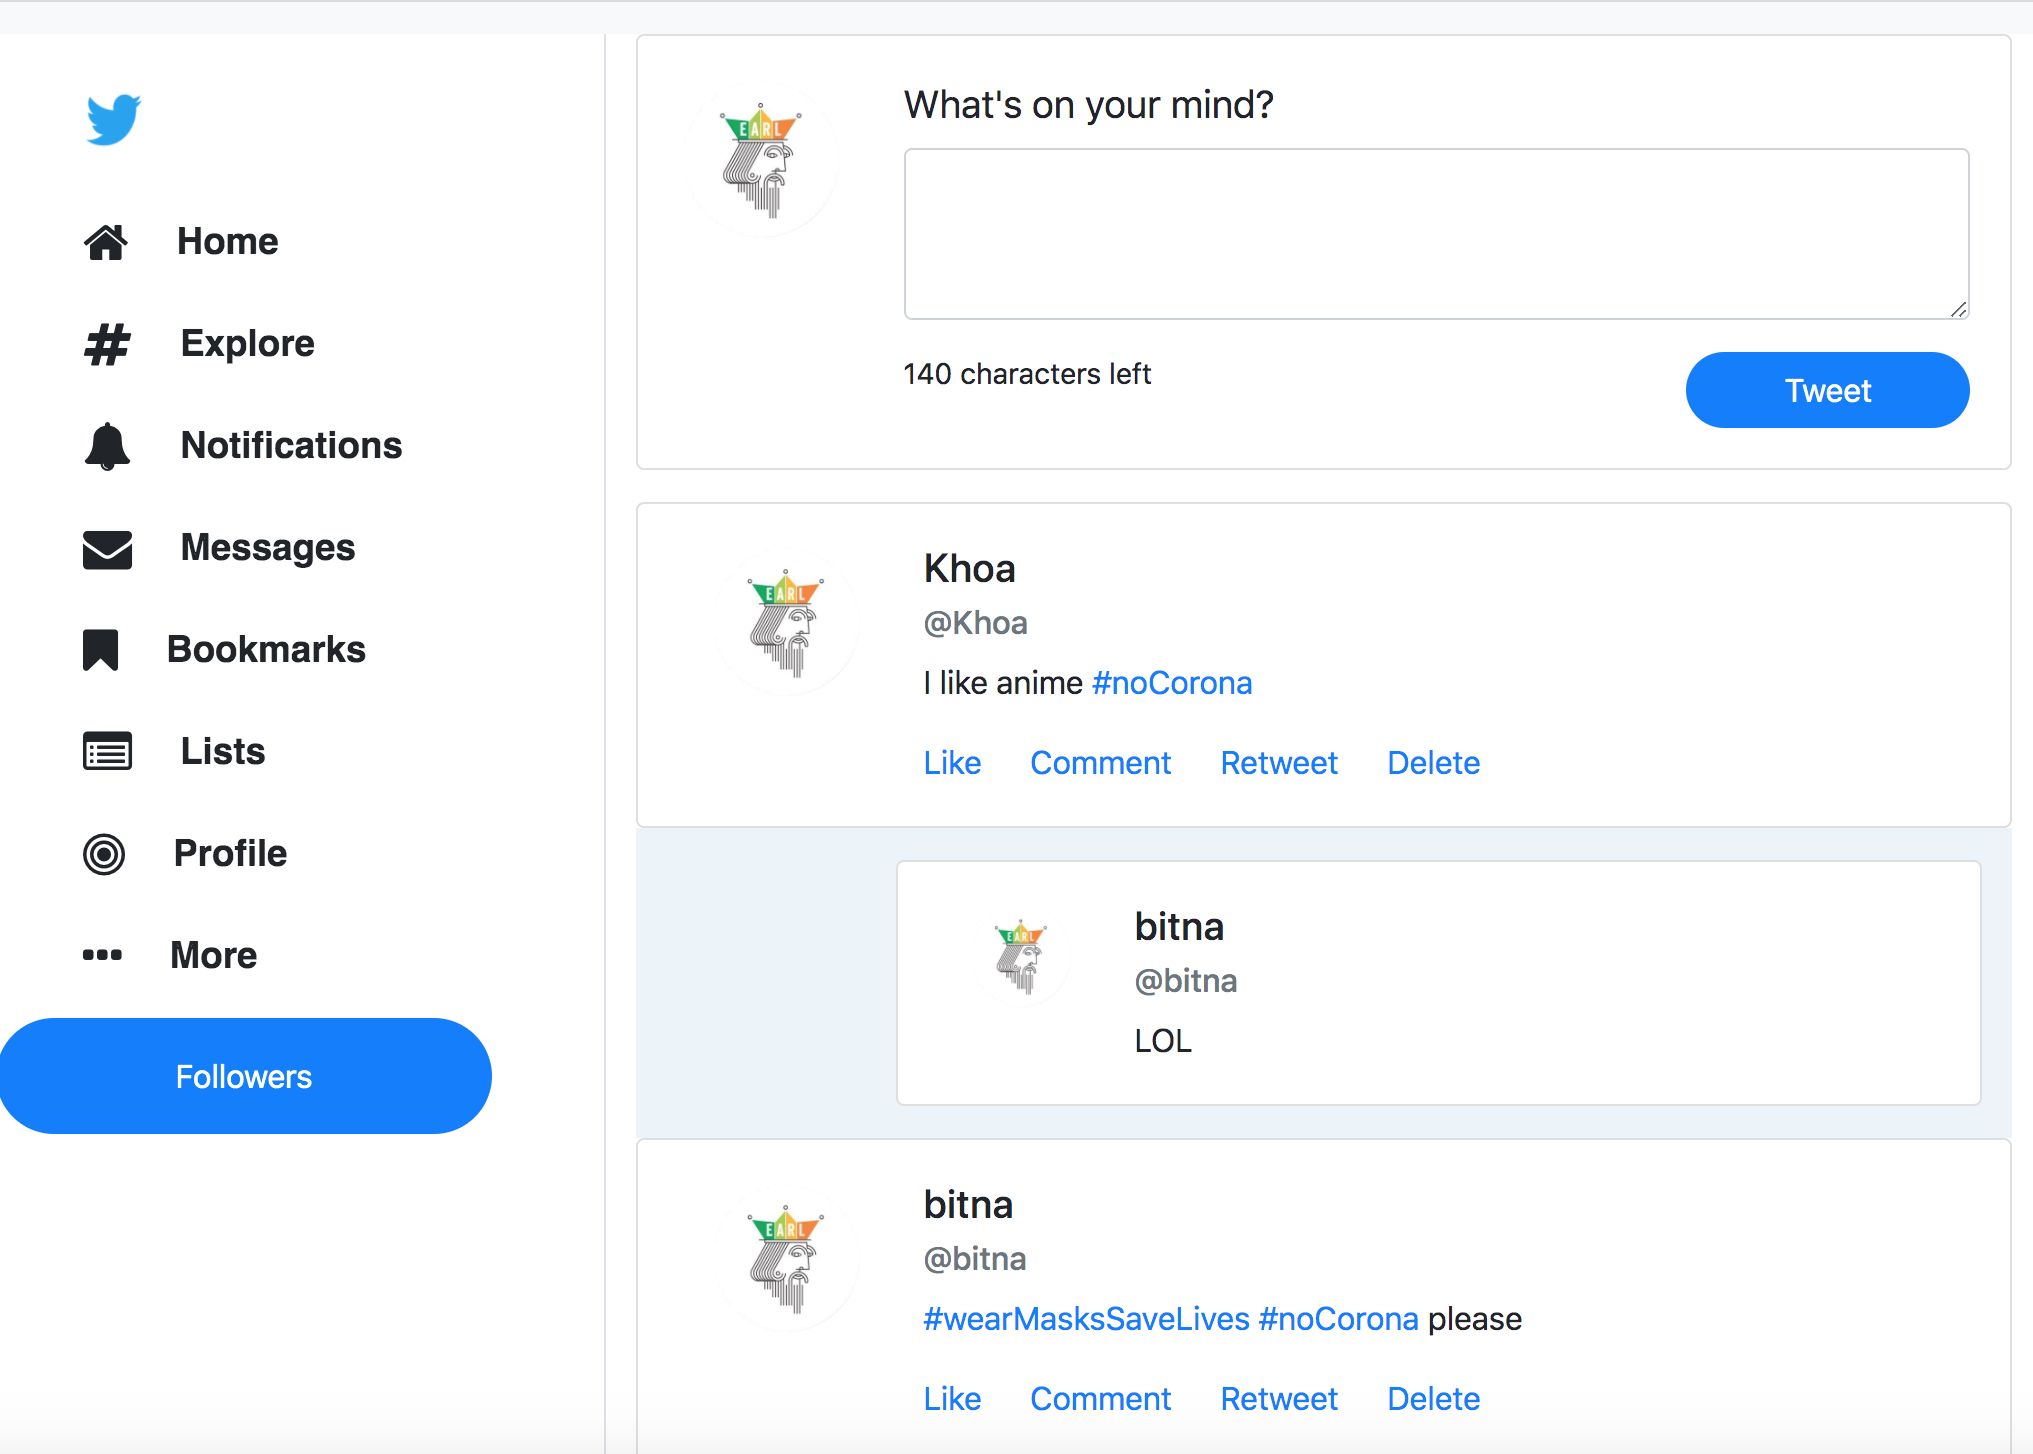 Home
Explore
Notifications
Messages
Bookmarks
Lists
Profile
More
Followers
EARL
What's on your mind?
140 characters left
Tweet
EARL
Khoa
@Khoa
I like anime #noCorona
Like Comment Retweet Delete
EARL
bitna
@bitna
LOL
EARL
bitna
@bitna
#wearMasksSaveLives #noCorona please
Like Comment Retweet Delete